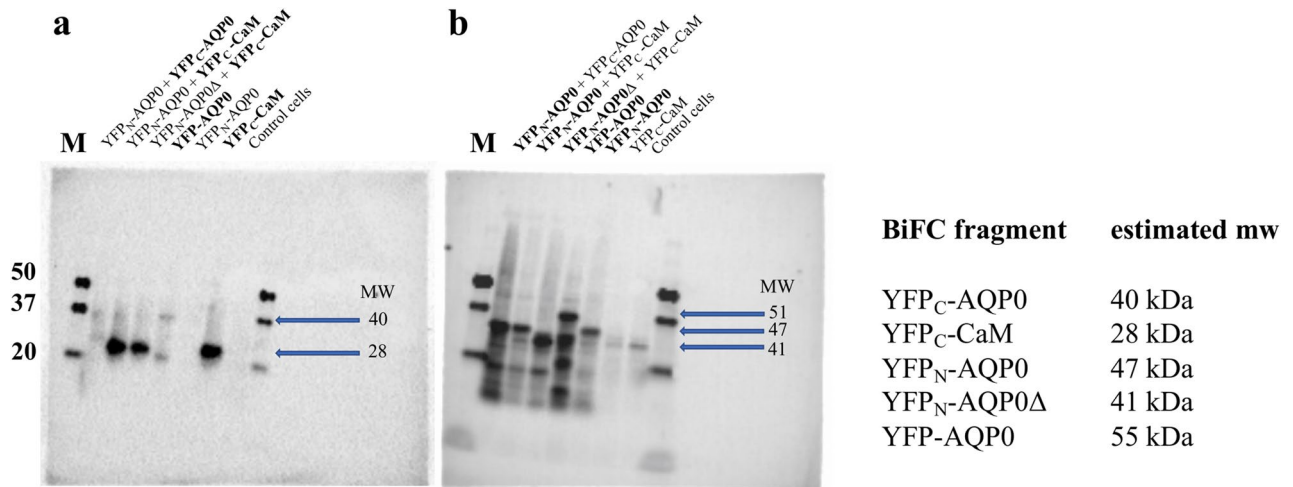 a
YFPN-AQP0 + YFPC-AQP0
YFPN-AQP0 + YFPC-CaM
YFPN-AQP0Δ + YFPC-CaM
YFP-AQP0
YFPN-AQP0
YFPC-CaM
Control cells
M
50
37
20
MW
40
28
b
YFPN-AQP0 + YFPC-AQP0
YFPN-AQP0 + YFPC-CaM
YFPN-AQP0Δ + YFPC-CaM
YFP-AQP0
YFPN-AQP0
YFPC-CaM
Control cells
M
MW
51
47
41
BiFC fragment estimated mw
YFPC-AQP0 40 kDa
YFPC-CaM 28 kDa
YFPN-AQP0 47 kDa
YFPN-AQP0Δ 41 kDa
YFP-AQP0 55 kDa